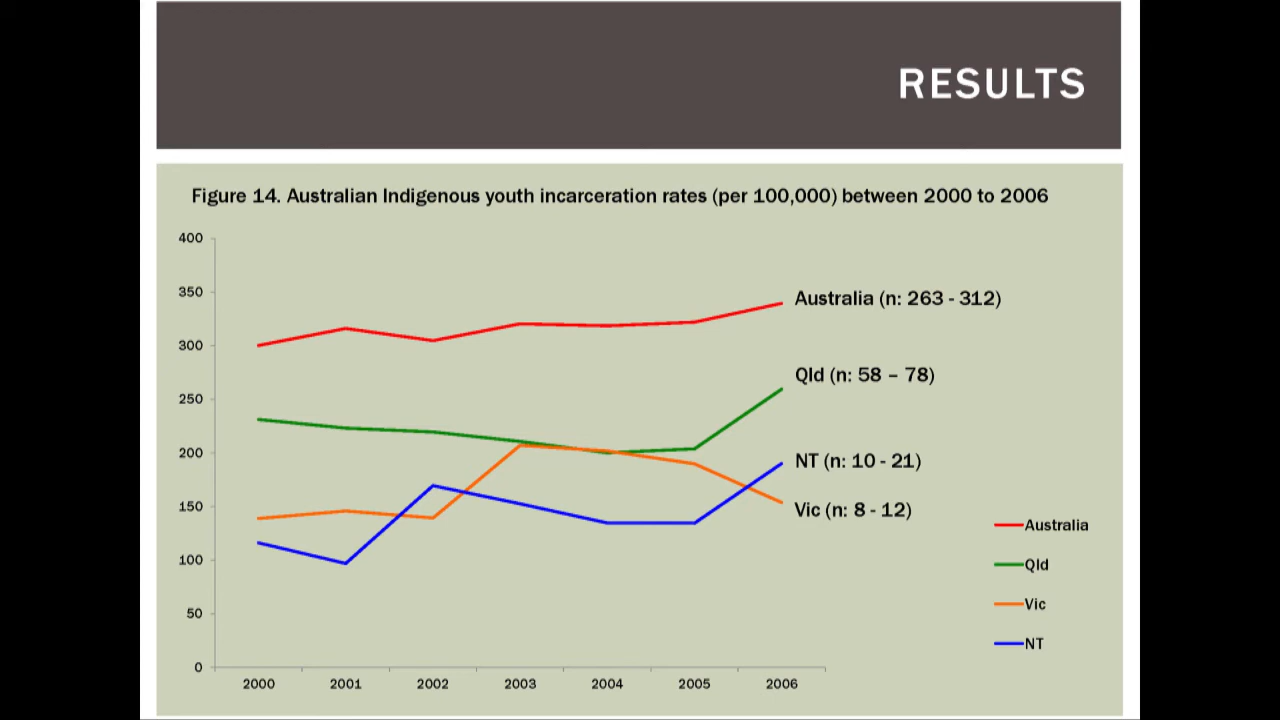 RESULTS
Figure 14. Australian Indigenous youth incarceration rates (per 100,000) between 2000 to 2006
400
350
300
250
200
150
100
50
0
2000 2001 2002 2003 2004 2005 2006
Australia (n: 263 - 312)
Qld (n: 58 – 78)
NT (n: 10 - 21)
Vic (n: 8 - 12)
Australia
Qld
Vic
NT